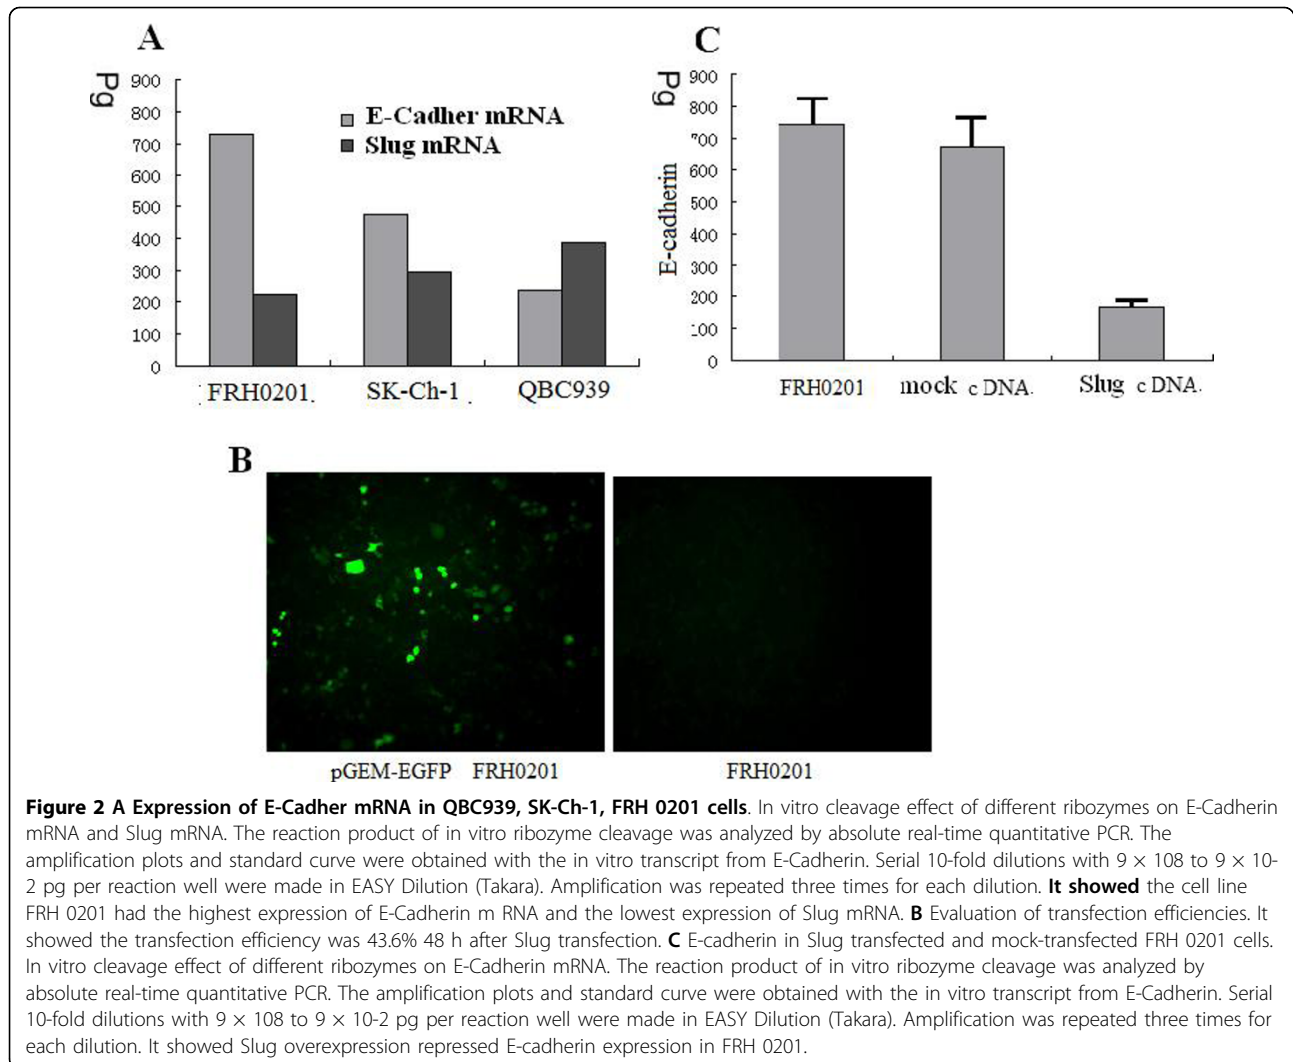 A
Pg
900
800
700
600
500
400
300
200
100
0
E-Cadher mRNA
Slug mRNA
FRH0201
SK-Ch-1
QBC939
C
Pg
E-cadherin
900
800
700
600
500
400
300
200
100
0
FRH0201
mock cDNA.
Slug cDNA.
B
pGEM-EGFP FRH0201
FRH0201
Figure 2 A Expression of E-Cadher mRNA in QBC939, SK-Ch-1, FRH 0201 cells. In vitro cleavage effect of different ribozymes on E-Cadherin
mRNA and Slug mRNA. The reaction product of in vitro ribozyme cleavage was analyzed by absolute real-time quantitative PCR. The
amplification plots and standard curve were obtained with the in vitro transcript from E-Cadherin. Serial 10-fold dilutions with 9 × 108 to 9 × 10-
2 pg per reaction well were made in EASY Dilution (Takara). Amplification was repeated three times for each dilution. It showed the cell line
FRH 0201 had the highest expression of E-Cadherin m RNA and the lowest expression of Slug mRNA. B Evaluation of transfection efficiencies. It
showed the transfection efficiency was 43.6% 48 h after Slug transfection. C E-cadherin in Slug transfected and mock-transfected FRH 0201 cells.
In vitro cleavage effect of different ribozymes on E-Cadherin mRNA. The reaction product of in vitro ribozyme cleavage was analyzed by
absolute real-time quantitative PCR. The amplification plots and standard curve were obtained with the in vitro transcript from E-Cadherin. Serial
10-fold dilutions with 9 × 108 to 9 × 10-2 pg per reaction well were made in EASY Dilution (Takara). Amplification was repeated three times for
each dilution. It showed Slug overexpression repressed E-cadherin expression in FRH 0201.